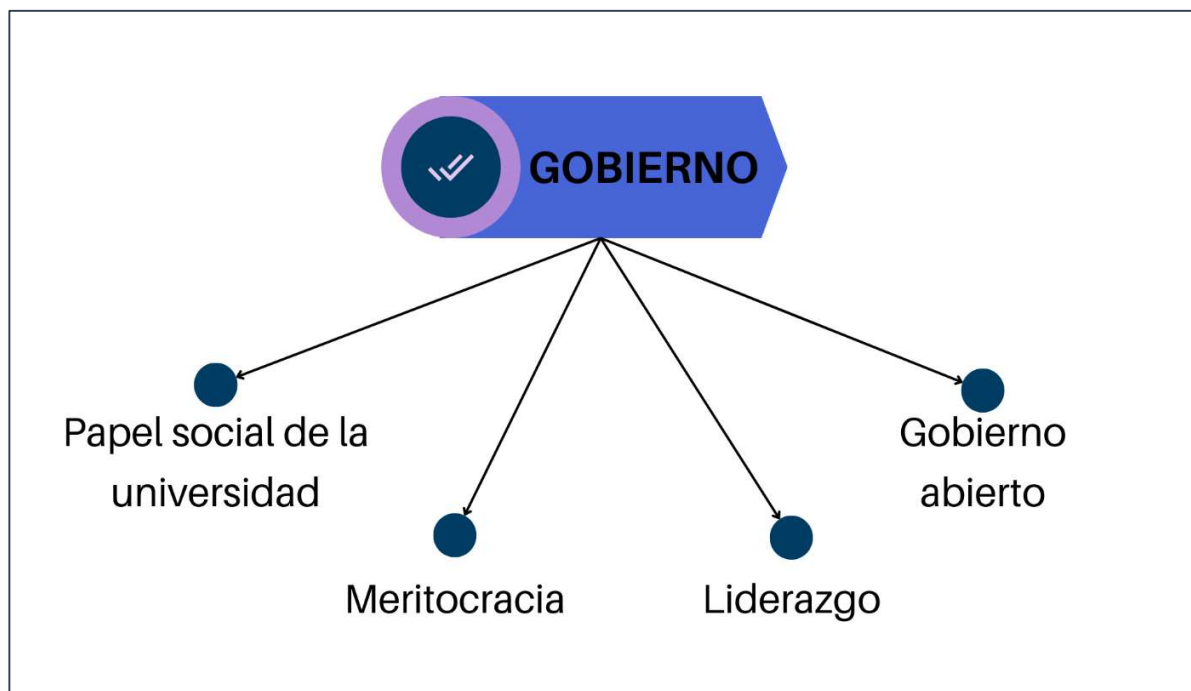 GOBIERNO
Papel social de la
universidad
Meritocracia
Liderazgo
Gobierno
abierto